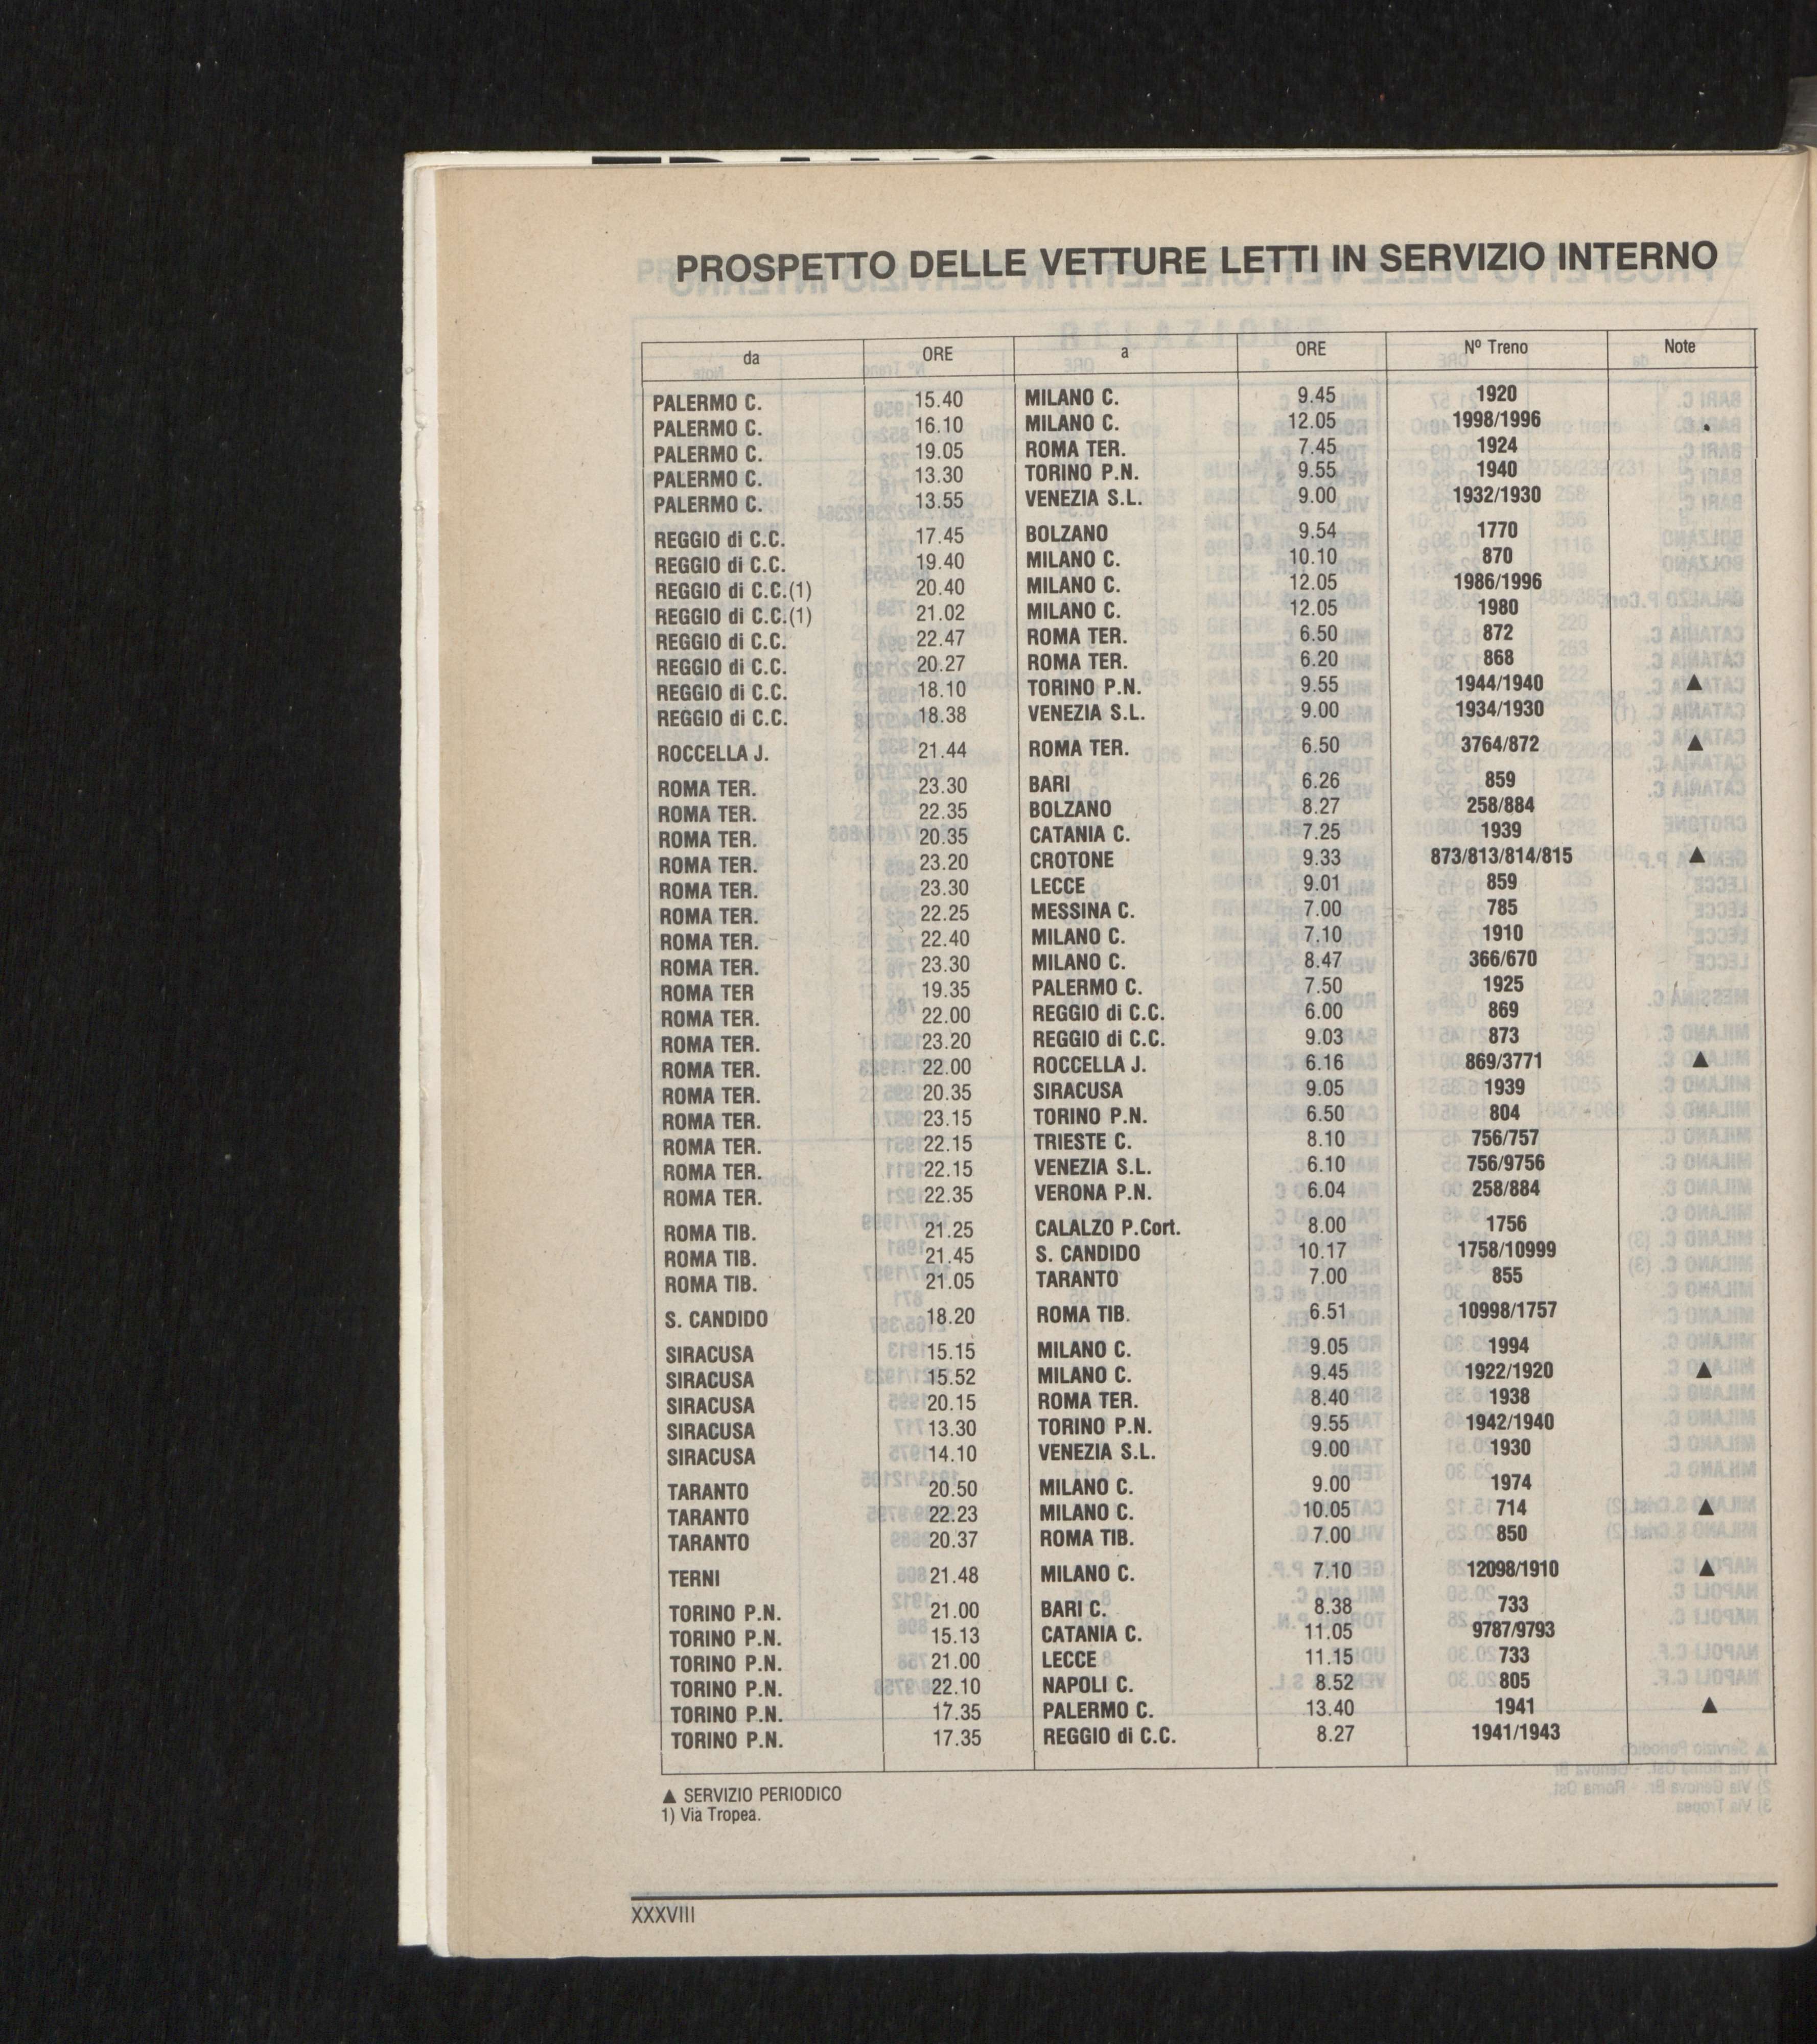 PROSPETTO DELLE VETTURE LETTI IN SERVIZIO INTERNO
da ORE a ORE Nº Treno Note
PALERMO C. 15.40 MILANO C. 9.45 1920
PALERMO C. 16.10 MILANO C. 12.05 1998/1996
PALERMO C. 19.05 ROMA TER. 7.45 1924
PALERMO C. 13.30 TORINO P.N. 9.55 1940
PALERMO C. 13.55 VENEZIA S.L. 9.00 1932/1930
REGGIO di C.C. 17.45 BOLZANO 9.54 1770
REGGIO di C.C. 19.40 MILANO C. 10.10 870
REGGIO di C.C.(1) 20.40 MILANO C. 12.05 1986/1996
REGGIO di C.C.(1) 21.02 MILANO C. 12.05 1980
REGGIO di C.C. 22.47 ROMA TER. 6.50 872
REGGIO di C.C. 20.27 ROMA TER. 6.20 868
REGGIO di C.C. 18.10 TORINO P.N. 9.55 1944/1940 ▲
REGGIO di C.C. 18.38 VENEZIA S.L. 9.00 1934/1930
ROCCELLA J. 21.44 ROMA TER. 6.50 3764/872 ▲
ROMA TER. 23.30 BARI 6.26 859
ROMA TER. 22.35 BOLZANO 8.27 258/884
ROMA TER. 20.35 CATANIA C. 7.25 1939
ROMA TER. 23.20 CROTONE 9.33 873/813/814/815 ▲
ROMA TER. 23.30 LECCE 9.01 859
ROMA TER. 22.25 MESSINA C. 7.00 785
ROMA TER. 22.40 MILANO C. 7.10 1910
ROMA TER. 23.30 MILANO C. 8.47 366/670
ROMA TER 19.35 PALERMO C. 7.50 1925
ROMA TER. 22.00 REGGIO di C.C. 6.00 869
ROMA TER. 23.20 REGGIO di C.C. 9.03 873
ROMA TER. 22.00 ROCCELLA J. 6.16 869/3771 ▲
ROMA TER. 20.35 SIRACUSA 9.05 1939
ROMA TER. 23.15 TORINO P.N. 6.50 804
ROMA TER. 22.15 TRIESTE C. 8.10 756/757
ROMA TER. 22.15 VENEZIA S.L. 6.10 756/9756
ROMA TER. 22.35 VERONA P.N. 6.04 258/884
ROMA TIB. 21.25 CALALZO P.Cort. 8.00 1756
ROMA TIB. 21.45 S. CANDIDO 10.17 1758/10999
ROMA TIB. 21.05 TARANTO 7.00 855
S. CANDIDO 18.20 ROMA TIB. 6.51 10998/1757
SIRACUSA 15.15 MILANO C. 9.05 1994
SIRACUSA 15.52 MILANO C. 9.45 1922/1920 ▲
SIRACUSA 20.15 ROMA TER. 8.40 1938
SIRACUSA 13.30 TORINO P.N. 9.55 1942/1940
SIRACUSA 14.10 VENEZIA S.L. 9.00 1930
TARANTO 20.50 MILANO C. 9.00 1974
TARANTO 22.23 MILANO C. 10.05 714 ▲
TARANTO 20.37 ROMA TIB. 7.00 850
TERNI 21.48 MILANO C. 7.10 12098/1910 ▲
TORINO P.N. 21.00 BARI C. 8.38 733
TORINO P.N. 15.13 CATANIA C. 11.05 9787/9793
TORINO P.N. 21.00 LECCE 11.15 733
TORINO P.N. 22.10 NAPOLI C. 8.52 805
TORINO P.N. 17.35 PALERMO C. 13.40 1941 ▲
TORINO P.N. 17.35 REGGIO di C.C. 8.27 1941/1943
▲ SERVIZIO PERIODICO
1) Via Tropea.
XXXVIII